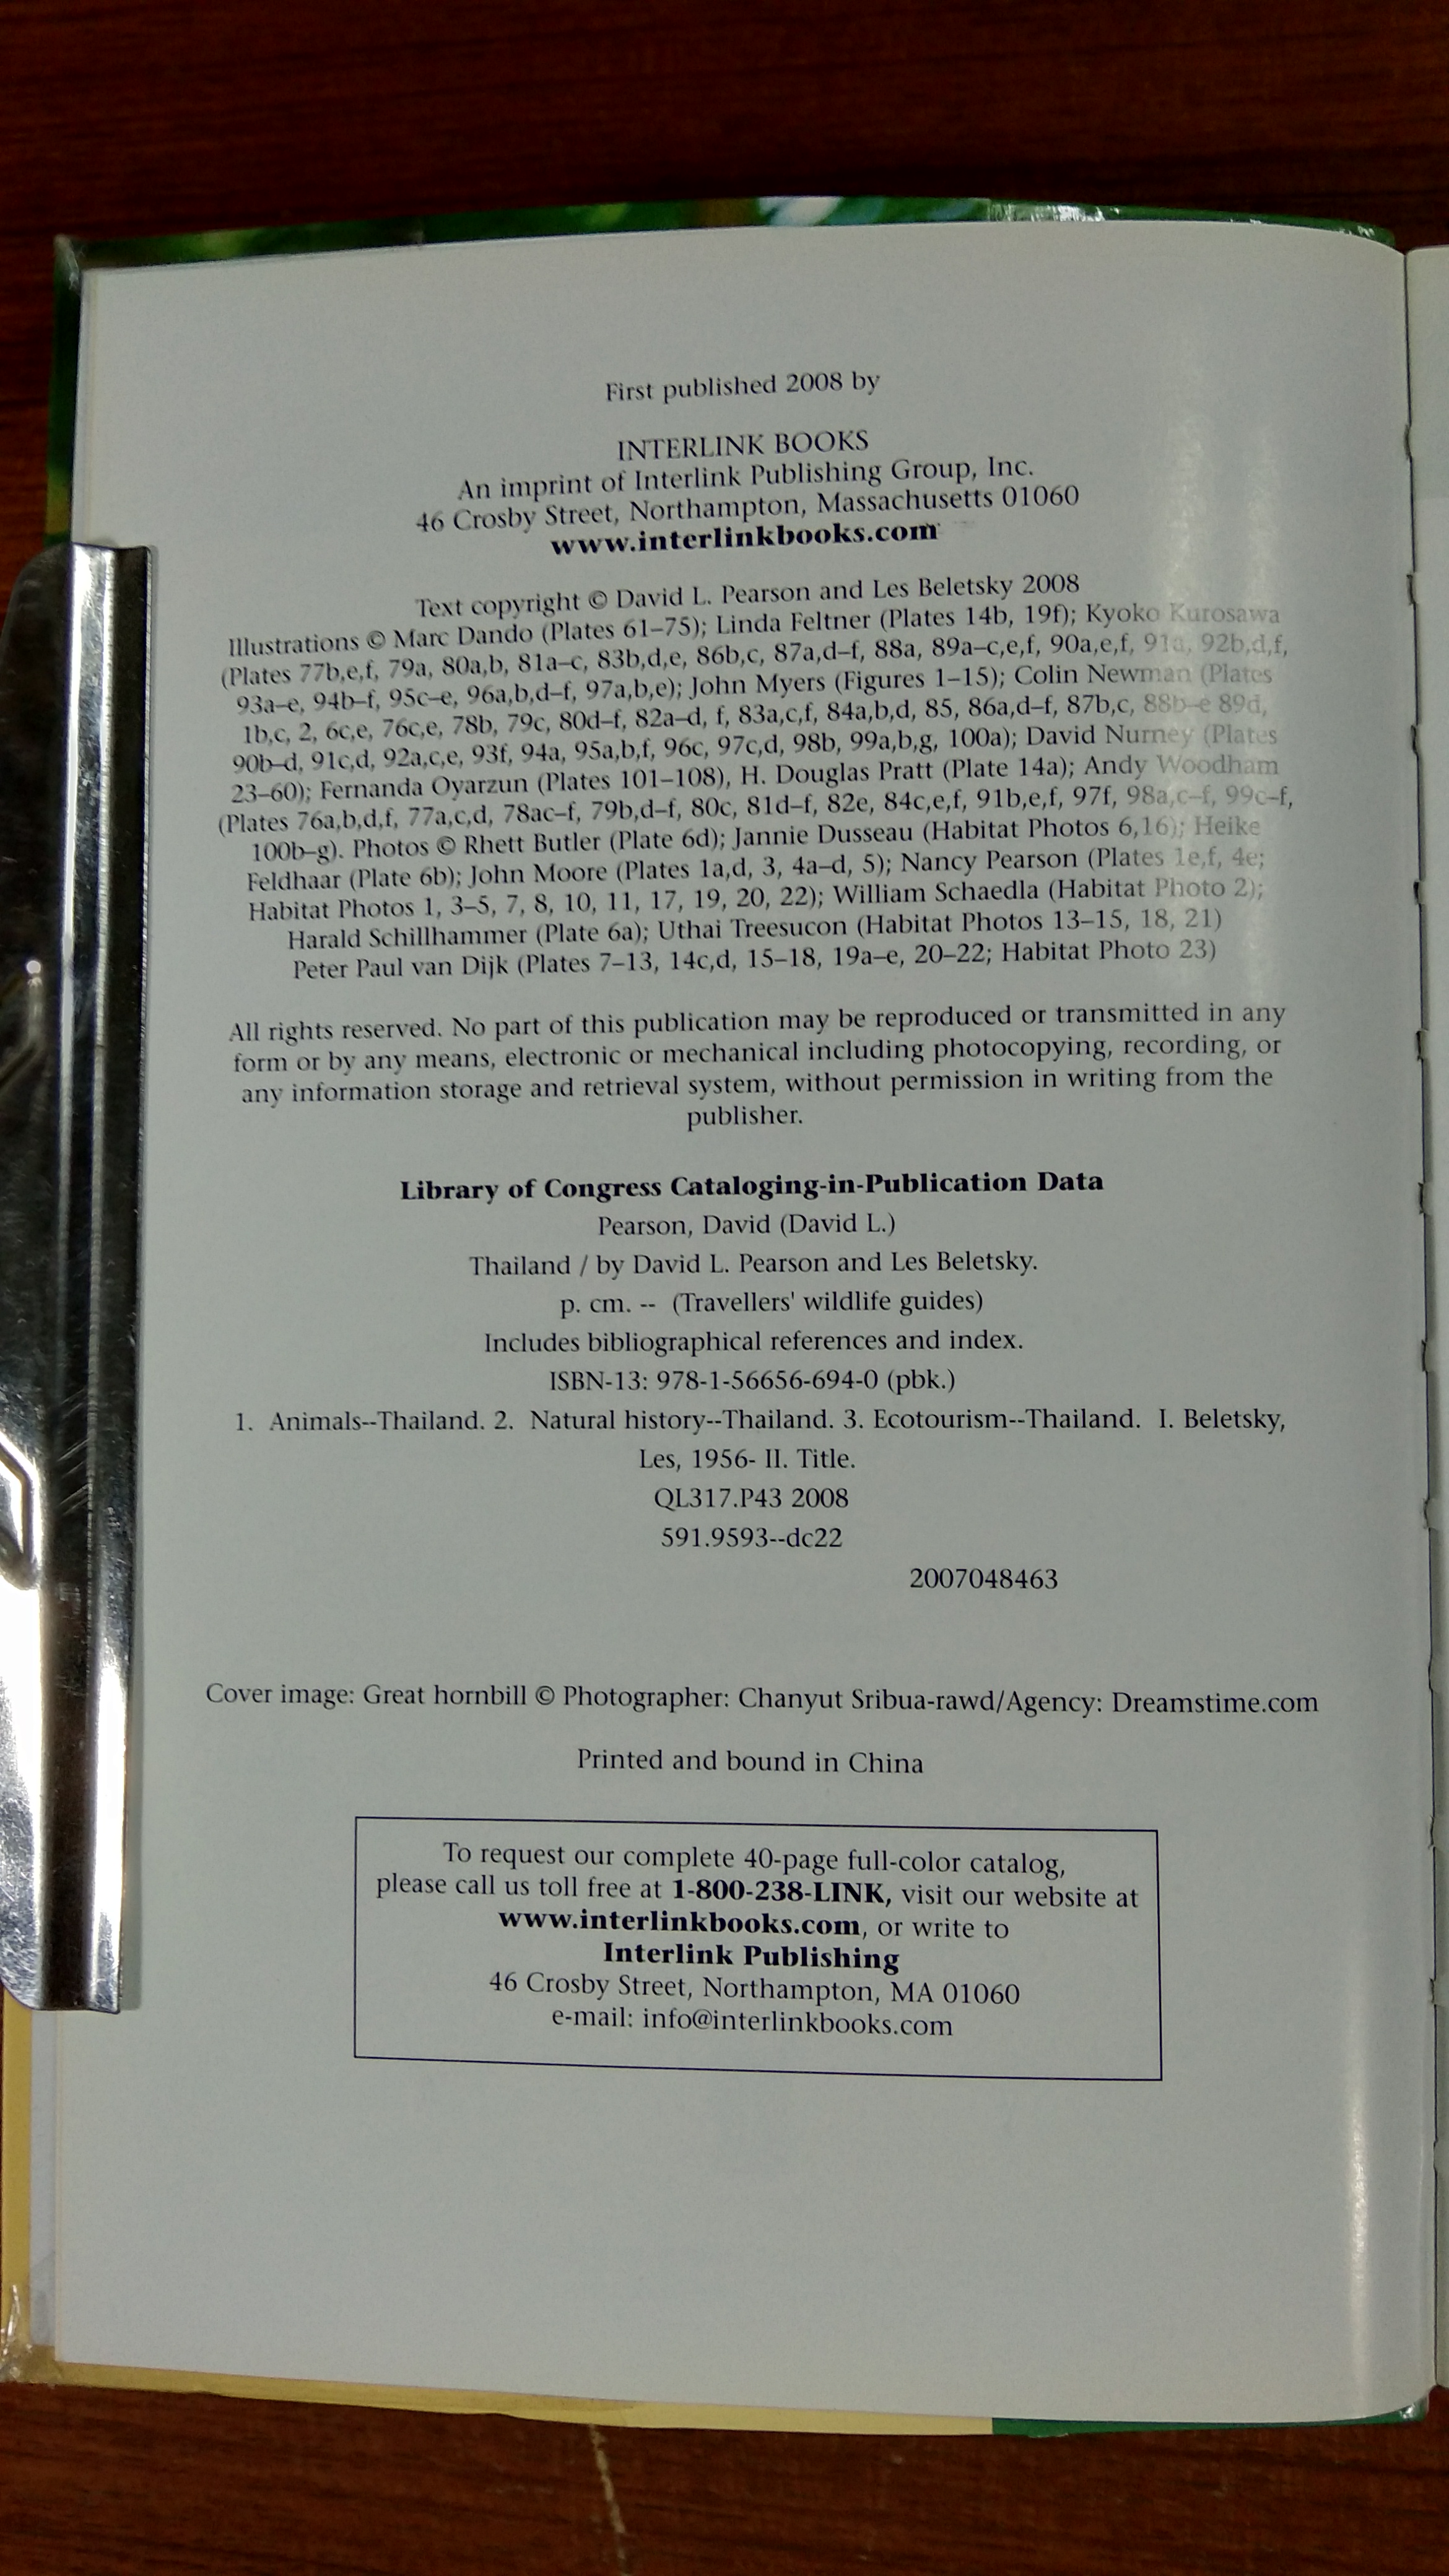 First published 2008 by
INTERLINK BOOKS
An imprint of Interlink Publishing Group, Inc.
46 Crosby Street, Northampton, Massachusetts 01060
www.interlinkbooks.com
Text copyright © David L. Pearson and Les Beletsky 2008
Illustrations © Marc Dando (Plates 61–75); Linda Feltner (Plates 14b, 19f); Kyoko Kurosawa
(Plates 77b,e,f, 79a, 80a,b, 81a–c, 83b,d,e, 86b,c, 87a,d–f, 88a, 89a–c,e,f, 90a,e,f, 91a, 92b,d,f,
93a–e, 94b–f, 95c–e, 96a,b,d–f, 97a,b,e); John Myers (Figures 1–15); Colin Newman (Plates
1b,c, 2, 6c,e, 76c,e, 78b, 79c, 80d–f, 82a–d, f, 83a,c,f, 84a,b,d, 85, 86a,d–f, 87b,c, 88b–e 89d,
90b–d, 91c,d, 92a,c,e, 93f, 94a, 95a,b,f, 96c, 97c,d, 98b, 99a,b,g, 100a); David Nurney (Plates
23–60); Fernanda Oyarzun (Plates 101–108), H. Douglas Pratt (Plate 14a); Andy Woodham
(Plates 76a,b,d,f, 77a,c,d, 78ac–f, 79b,d–f, 80c, 81d–f, 82e, 84c,e,f, 91b,e,f, 97f, 98a,c–f, 99c–f,
100b–g). Photos © Rhett Butler (Plate 6d); Jannie Dusseau (Habitat Photos 6,16); Heike
Feldhaar (Plate 6b); John Moore (Plates 1a,d, 3, 4a–d, 5); Nancy Pearson (Plates 1e,f, 4e;
Habitat Photos 1, 3–5, 7, 8, 10, 11, 17, 19, 20, 22); William Schaedla (Habitat Photo 2);
Harald Schillhammer (Plate 6a); Uthai Treesucon (Habitat Photos 13–15, 18, 21)
Peter Paul van Dijk (Plates 7–13, 14c,d, 15–18, 19a–e, 20–22; Habitat Photo 23)
All rights reserved. No part of this publication may be reproduced or transmitted in any
form or by any means, electronic or mechanical including photocopying, recording, or
any information storage and retrieval system, without permission in writing from the
publisher.
Library of Congress Cataloging-in-Publication Data
Pearson, David (David L.)
Thailand / by David L. Pearson and Les Beletsky.
p. cm. -- (Travellers' wildlife guides)
Includes bibliographical references and index.
ISBN-13: 978-1-56656-694-0 (pbk.)
1. Animals--Thailand. 2. Natural history--Thailand. 3. Ecotourism--Thailand. I. Beletsky,
Les, 1956- II. Title.
QL317.P43 2008
591.9593--dc22
2007048463
Cover image: Great hornbill © Photographer: Chanyut Sribua-rawd/Agency: Dreamstime.com
Printed and bound in China
To request our complete 40-page full-color catalog,
please call us toll free at 1-800-238-LINK, visit our website at
www.interlinkbooks.com, or write to
Interlink Publishing
46 Crosby Street, Northampton, MA 01060
e-mail: info@interlinkbooks.com